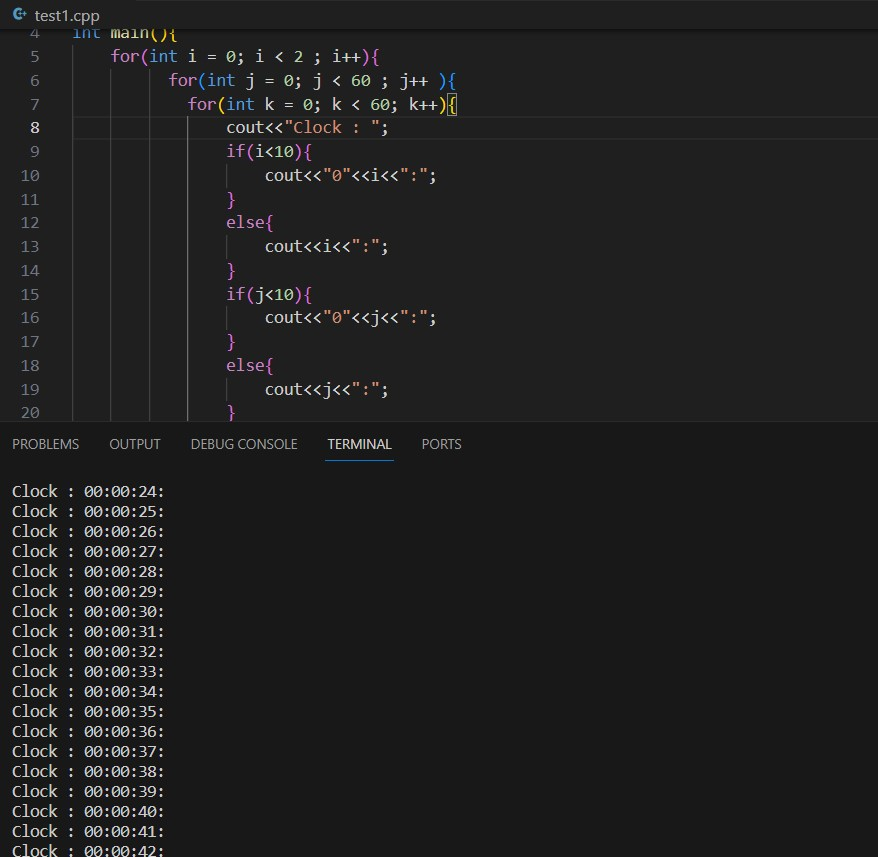 test1.cpp
4 int main(){
5 for(int i = 0; i < 2 ; i++){
6 for(int j = 0; j < 60 ; j++ ){
7 for(int k = 0; k < 60; k++){
8 cout<<"Clock : ";
9 if(i<10){
10 cout<<"0"<<i<<":";
11 }
12 else{
13 cout<<i<<":";
14 }
15 if(j<10){
16 cout<<"0"<<j<<":";
17 }
18 else{
19 cout<<j<<":";
20 }
PROBLEMS OUTPUT DEBUG CONSOLE TERMINAL PORTS
Clock : 00:00:24:
Clock : 00:00:25:
Clock : 00:00:26:
Clock : 00:00:27:
Clock : 00:00:28:
Clock : 00:00:29:
Clock : 00:00:30:
Clock : 00:00:31:
Clock : 00:00:32:
Clock : 00:00:33:
Clock : 00:00:34:
Clock : 00:00:35:
Clock : 00:00:36:
Clock : 00:00:37:
Clock : 00:00:38:
Clock : 00:00:39:
Clock : 00:00:40:
Clock : 00:00:41:
Clock : 00:00:42: